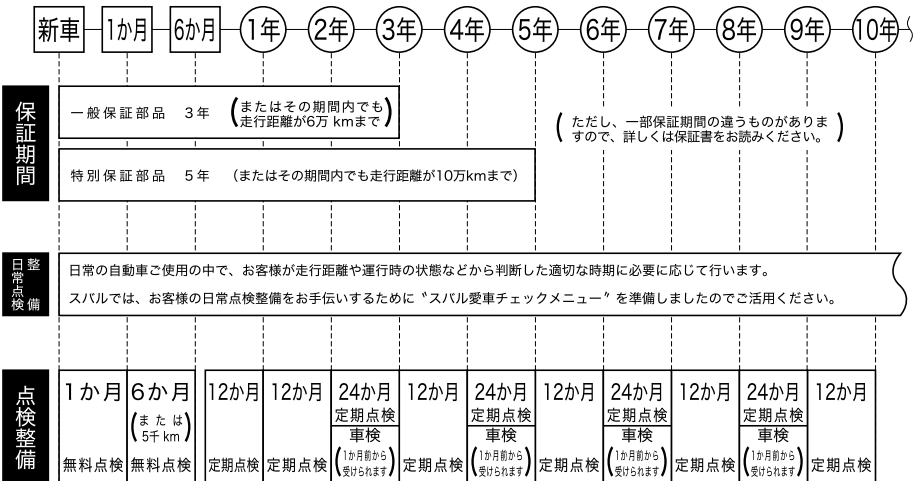 新車 1か月 6か月 1年 2年 3年 4年 5年 6年 7年 8年 9年 10年
保証期間
一般保証部品 3年 (またはその期間内でも
走行距離が6万kmまで)
(ただし、一部保証期間の違うものがありま
すので、詳しくは保証書をお読みください。)
特別保証部品 5年 (またはその期間内でも走行距離が10万kmまで)
日常点検
整備
日常の自動車ご使用の中で、お客様が走行距離や運行時の状態などから判断した適切な時期に必要に応じて行います。
スバルでは、お客様の日常点検整備をお手伝いするために〝スバル愛車チェックメニュー〞を準備しましたのでご活用ください。
点検整備
1か月
無料点検
6か月
(または
5千km)
無料点検
12か月
定期点検
12か月
定期点検
24か月
定期点検
車検
(1か月前から
受けられます)
12か月
定期点検
24か月
定期点検
車検
(1か月前から
受けられます)
12か月
定期点検
24か月
定期点検
車検
(1か月前から
受けられます)
12か月
定期点検
24か月
定期点検
車検
(1か月前から
受けられます)
12か月
定期点検